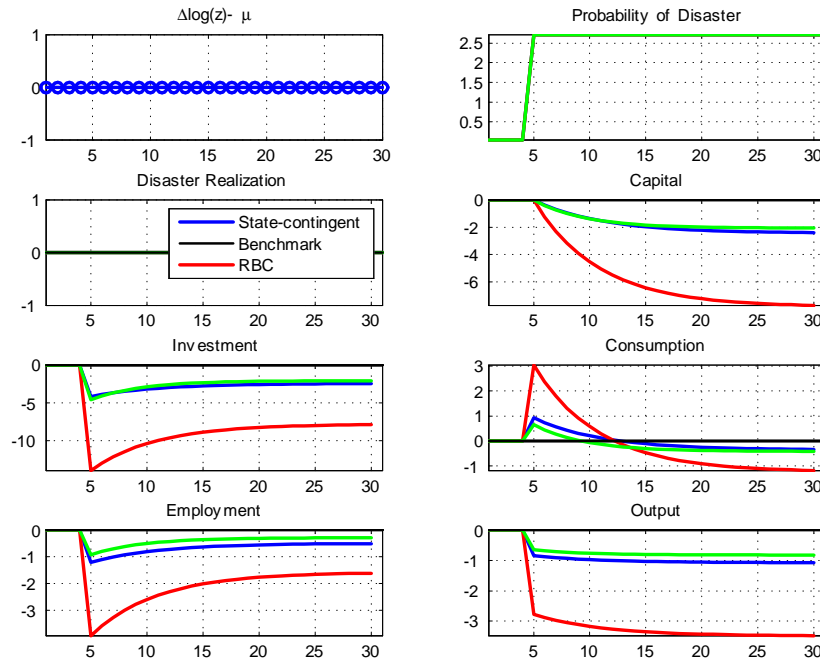 Δlog(z)- μ
1
0
-1
5 10 15 20 25 30
Probability of Disaster
2.5
2
1.5
1
0.5
5 10 15 20 25 30
Disaster Realization
1
0
-1
5 10 15 20 25 30
State-contingent
Benchmark
RBC
Capital
0
-2
-4
-6
5 10 15 20 25 30
Investment
0
-5
-10
5 10 15 20 25 30
Consumption
3
2
1
0
-1
5 10 15 20 25 30
Employment
0
-1
-2
-3
5 10 15 20 25 30
Output
0
-1
-2
-3
5 10 15 20 25 30